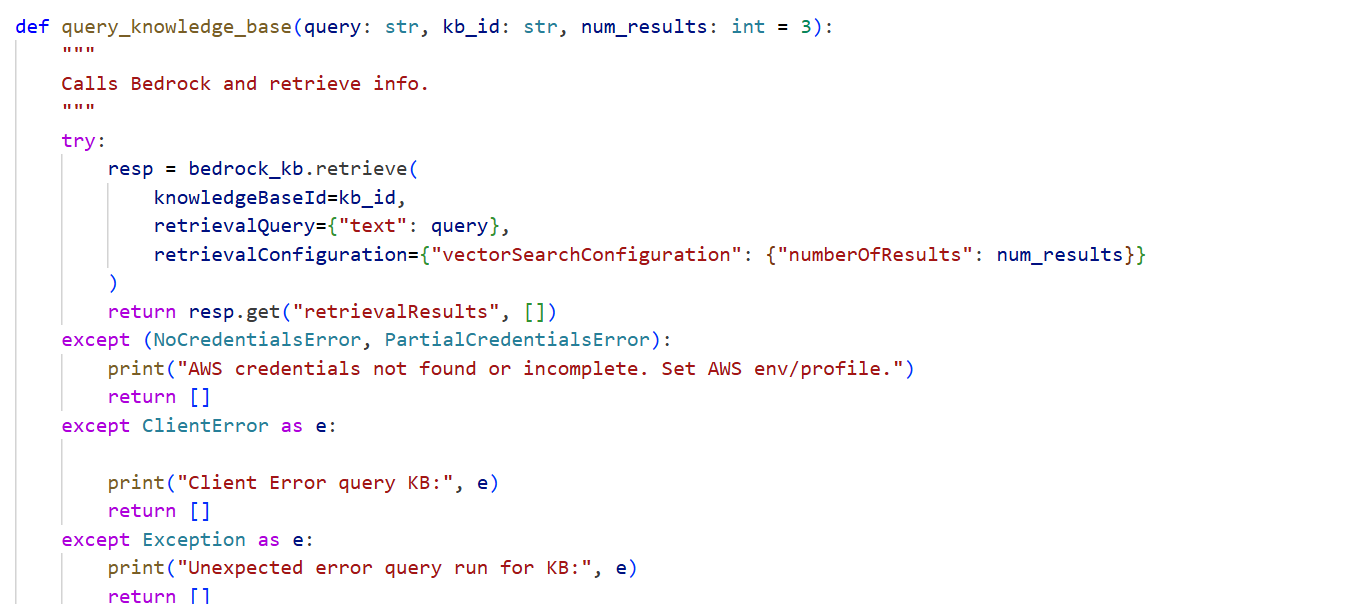 def query_knowledge_base(query: str, kb_id: str, num_results: int = 3):
    """
    Calls Bedrock and retrieve info.
    """
    try:
        resp = bedrock_kb.retrieve(
            knowledgeBaseId=kb_id,
            retrievalQuery={"text": query},
            retrievalConfiguration={"vectorSearchConfiguration": {"numberOfResults": num_results}}
        )
        return resp.get("retrievalResults", [])
    except (NoCredentialsError, PartialCredentialsError):
        print("AWS credentials not found or incomplete. Set AWS env/profile.")
        return []
    except ClientError as e:

        print("Client Error query KB:", e)
        return []
    except Exception as e:
        print("Unexpected error query run for KB:", e)
        return []